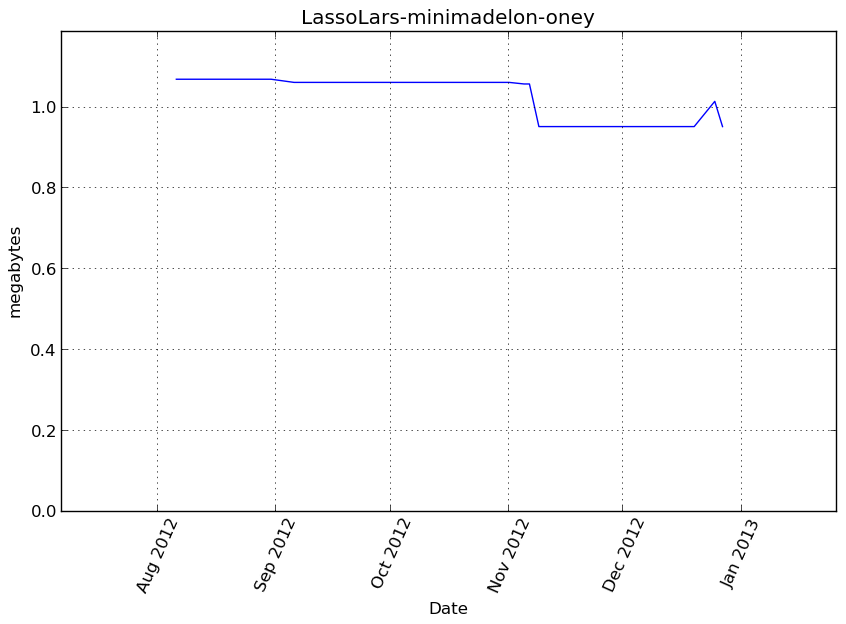 LassoLars-minimadelon-oney
megabytes
1.0
0.8
0.6
0.4
0.2
0.0
Aug 2012
Sep 2012
Oct 2012
Nov 2012
Dec 2012
Jan 2013
Date